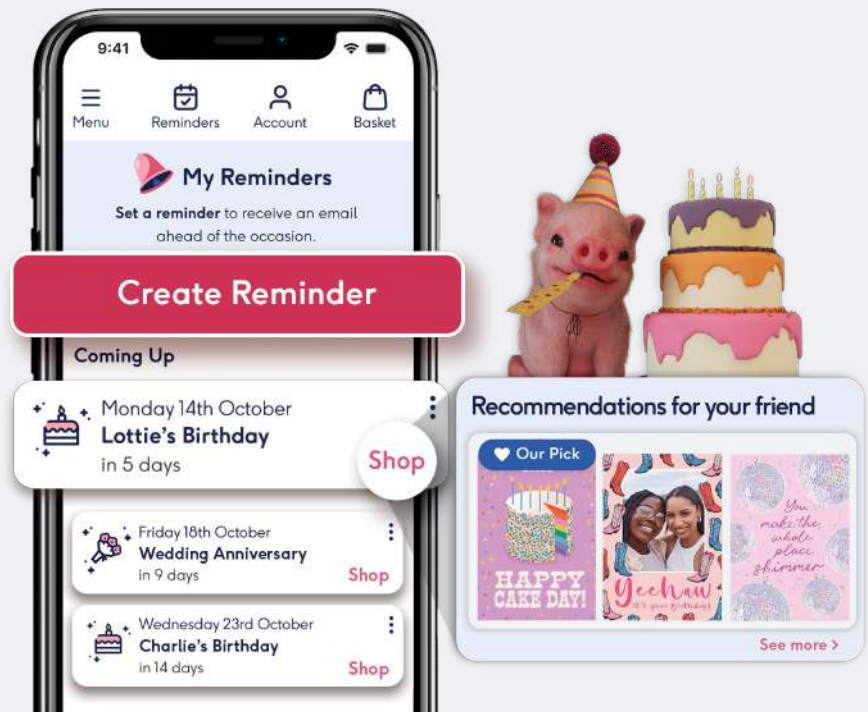 9:41
Menu
Reminders
Account
Basket
My Reminders
Set a reminder to receive an email
ahead of the occasion.
Create Reminder
Coming Up
Monday 14th October
Lottie's Birthday
in 5 days
Shop
Friday 18th October
Wedding Anniversary
in 9 days
Shop
Wednesday 23rd October
Charlie's Birthday
in 14 days
Shop
Recommendations for your friend
Our Pick
HAPPY
CAKE DAY!
Yeehaw
It's your Birthday!
You
make the
whole
place
shimmer
See more >